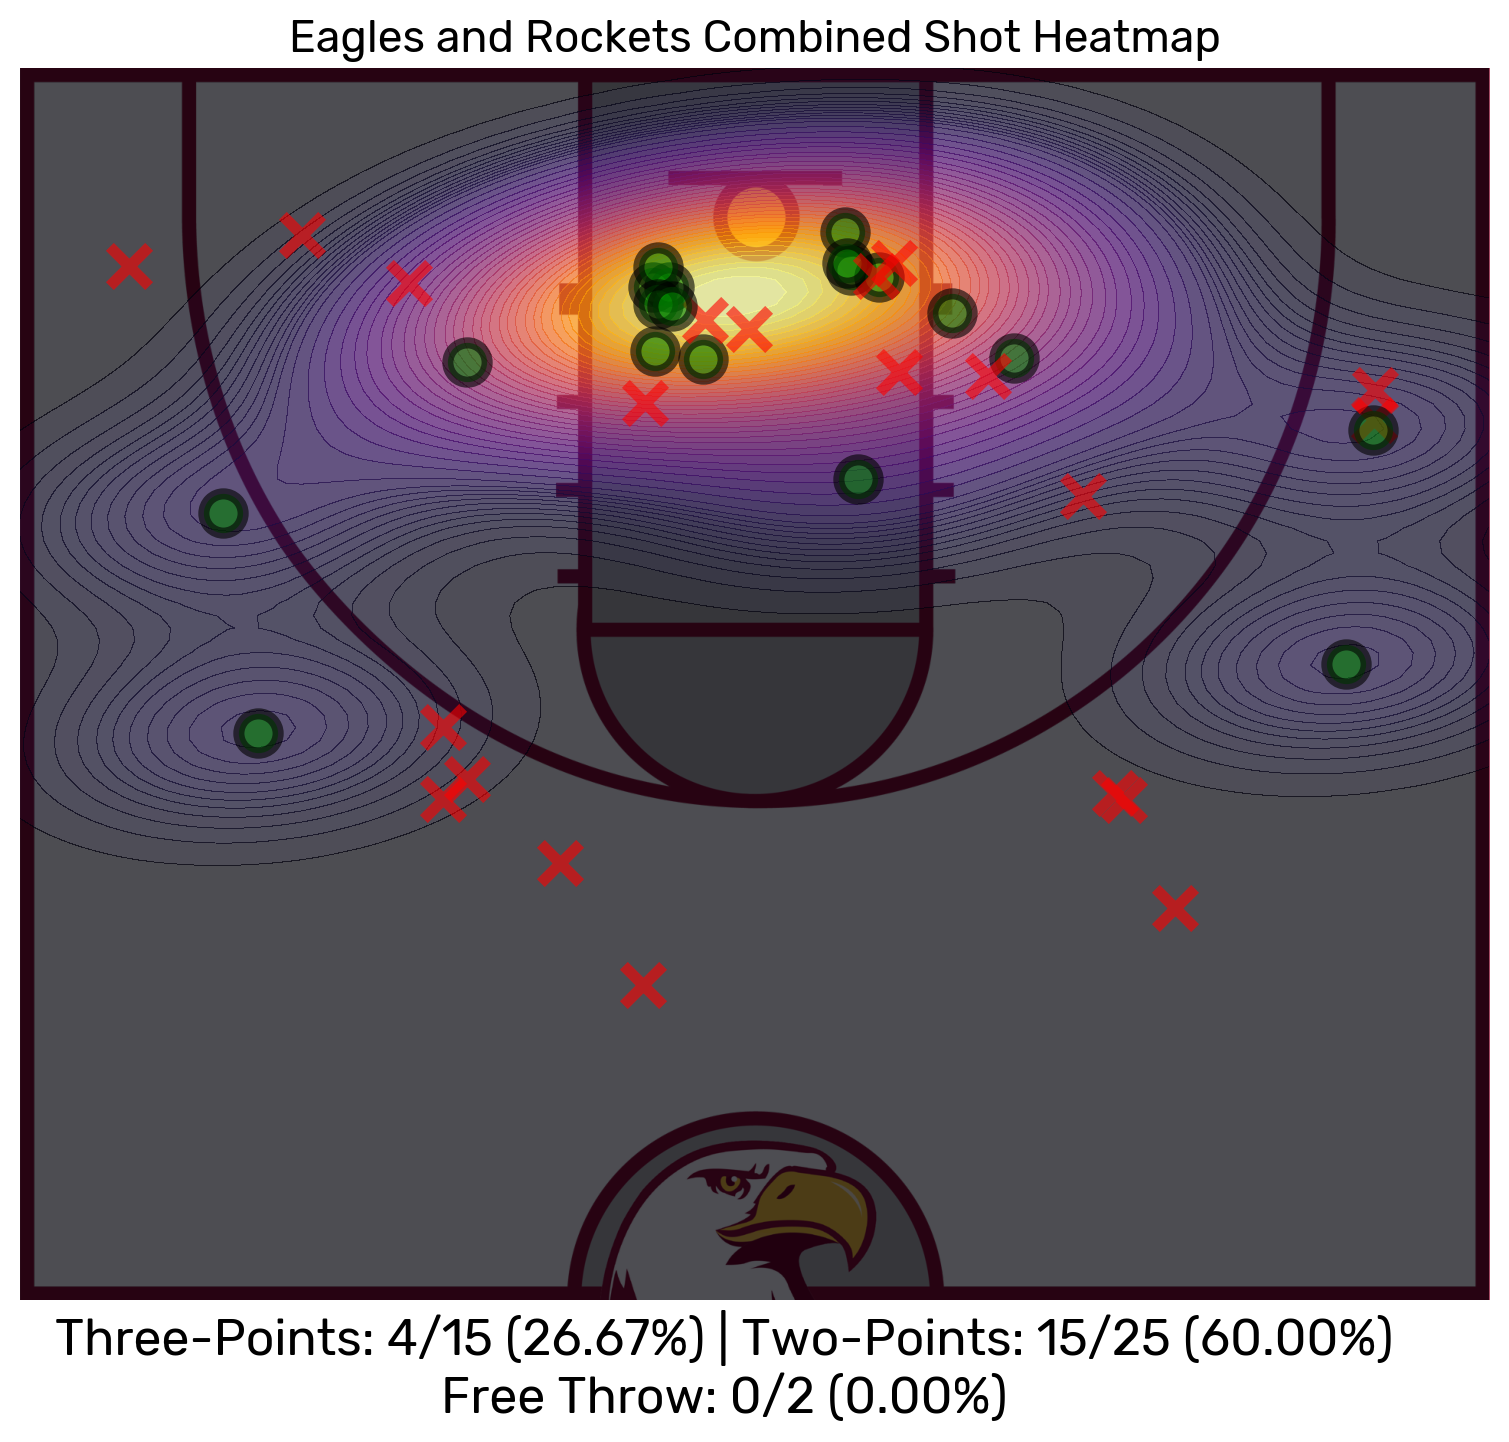 Eagles and Rockets Combined Shot Heatmap
Three-Points: 4/15 (26.67%) | Two-Points: 15/25 (60.00%)
Free Throw: 0/2 (0.00%)